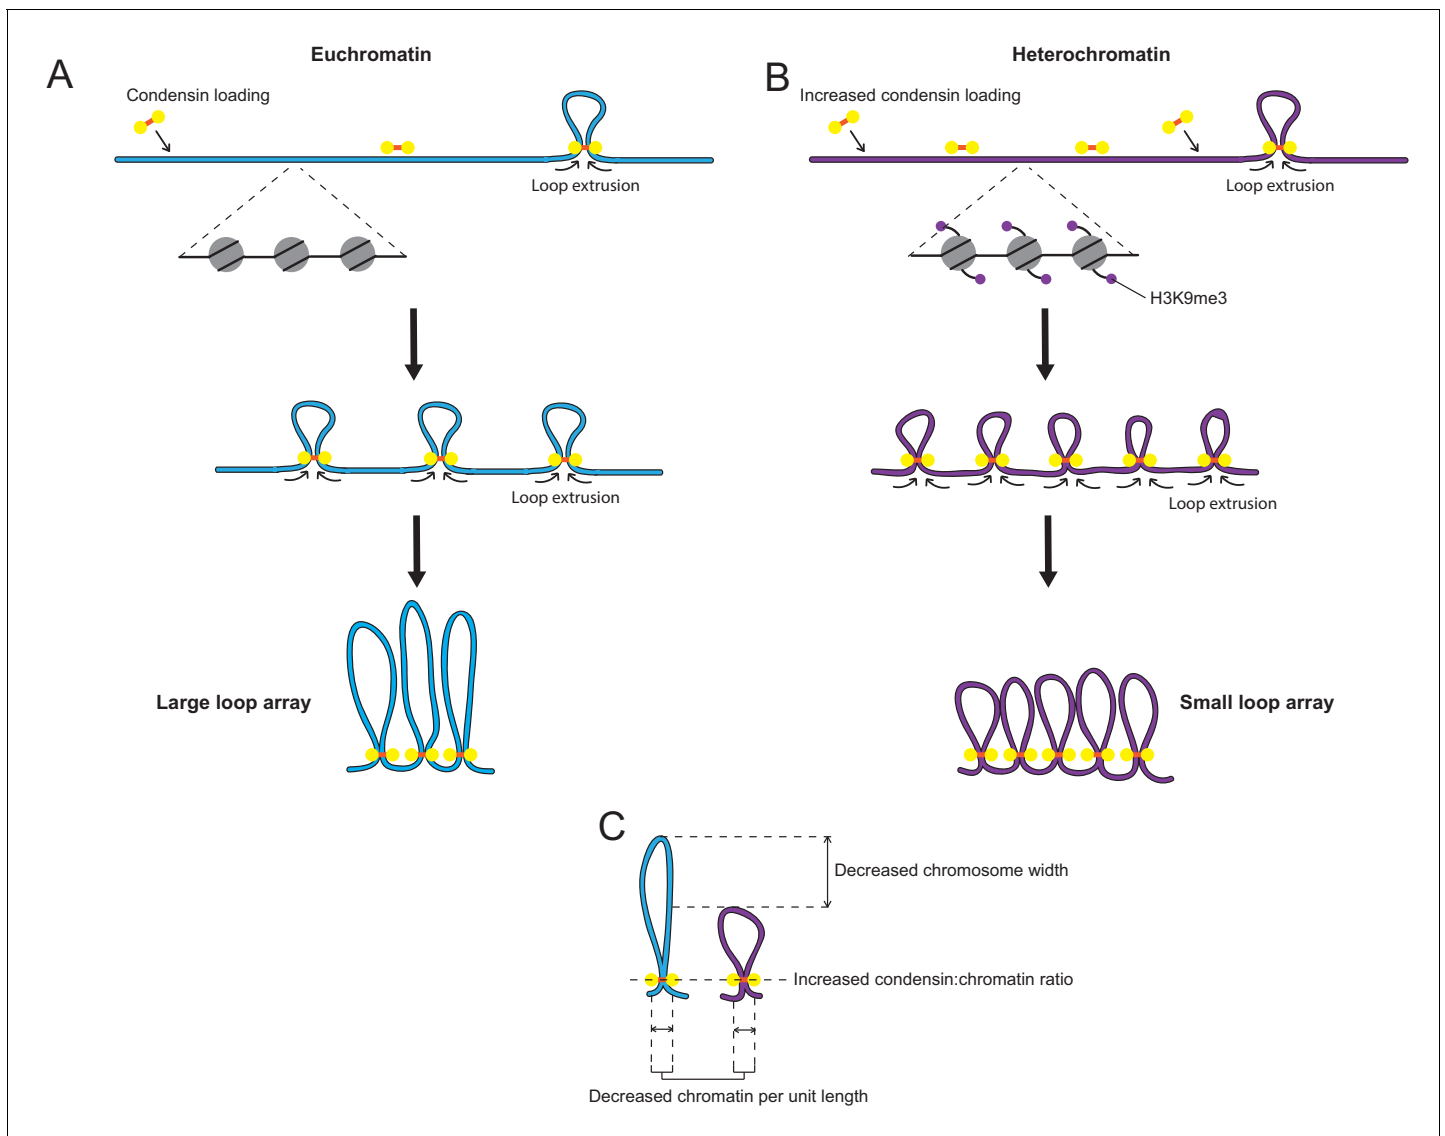 A
Euchromatin
Condensin loading
Loop extrusion
Loop extrusion
Large loop array
B
Heterochromatin
Increased condensin loading
Loop extrusion
H3K9me3
Loop extrusion
Small loop array
C
Decreased chromosome width
Increased condensin:chromatin ratio
Decreased chromatin per unit length